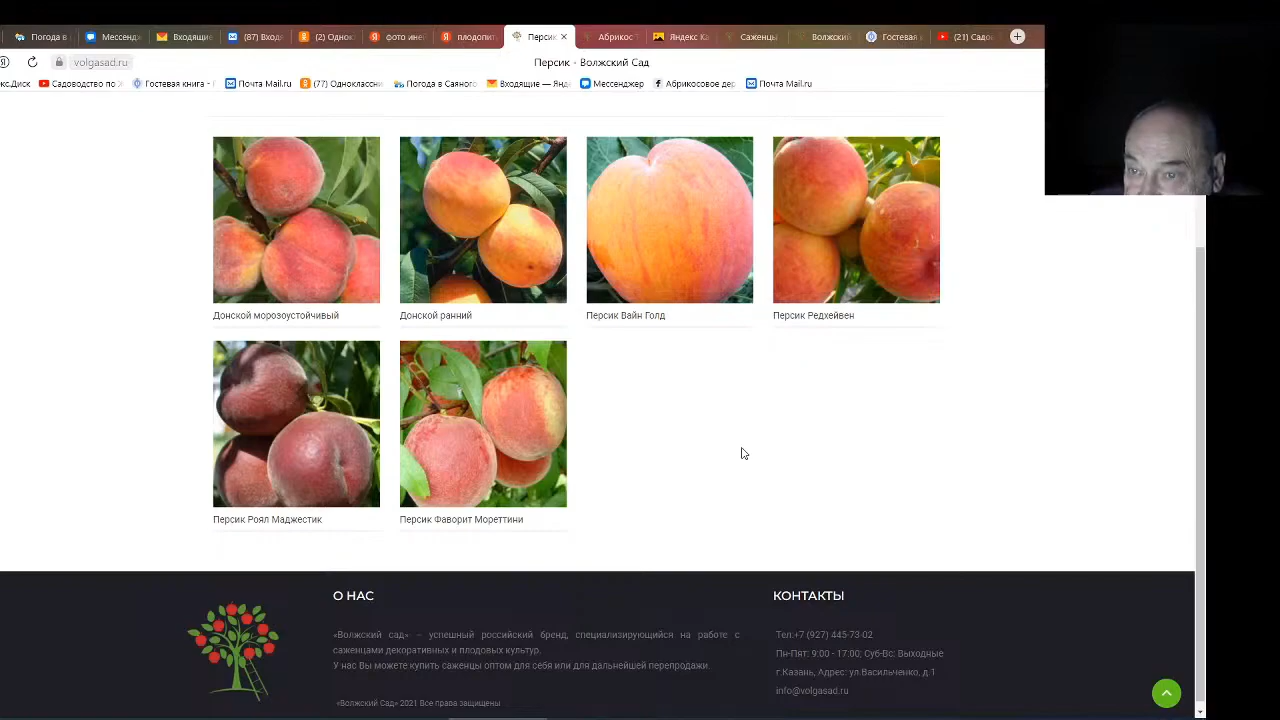 Погода в
Мессендж
Входящие
(87) Входя
(2) Однокл
фото инеи
плодопит
Персик
Абрикос
Яндекс Ка
Саженцы
Волжский
Гостевая к
(21) Садо
volgasad.ru
Персик - Волжский Сад
кс.Диск
Садоводство по
Гостевая книга - Г
Почта Mail.ru
(77) Одноклассни
Погода в Саяного
Входящие — Янд
Мессенджер
Абрикосовое дер
Почта Mail.ru
Донской морозоустойчивый
Донской ранний
Персик Вайн Голд
Персик Редхейвен
Персик Роял Маджестик
Персик Фаворит Мореттини
О НАС
«Волжский сад» – успешный российский бренд, специализирующийся на работе с
саженцами декоративных и плодовых культур.
У нас Вы можете купить саженцы оптом для себя или для дальнейшей перепродажи.
«Волжский Сад» 2021 Все права защищены
КОНТАКТЫ
Тел:+7 (927) 445-73-02
Пн-Пят: 9:00 - 17:00; Суб-Вс: Выходные
г.Казань, Адрес: ул.Васильченко, д.1
info@volgasad.ru